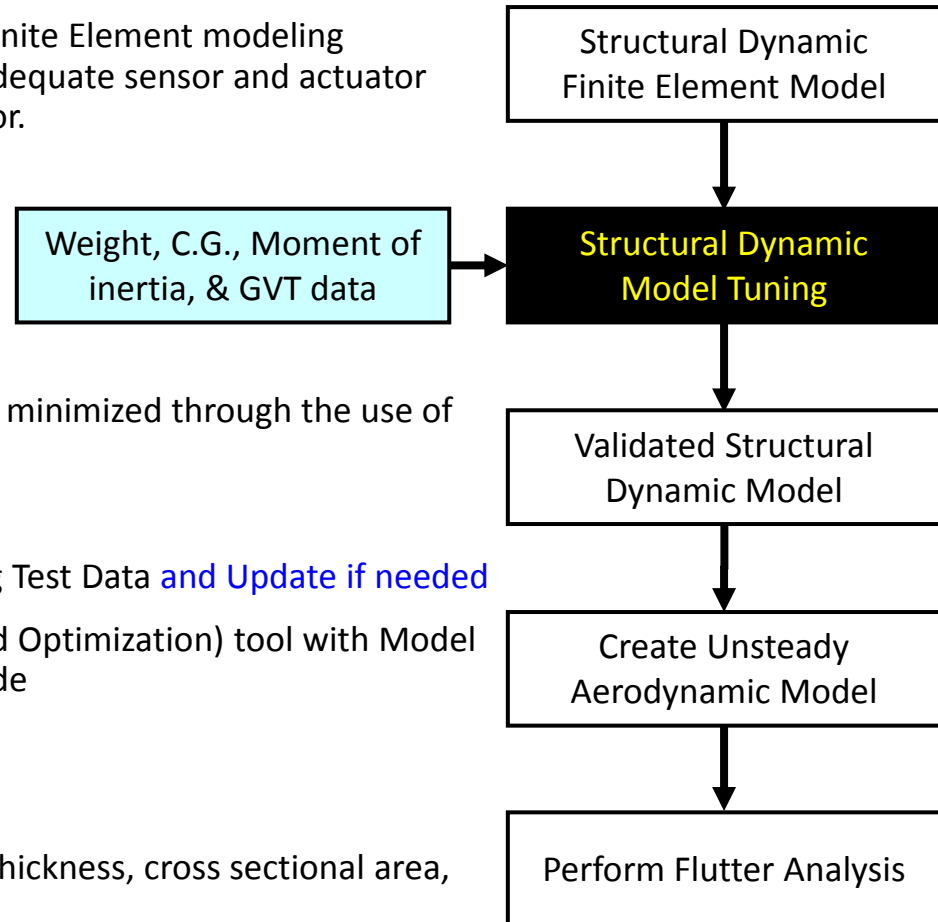 nite Element modeling
dequate sensor and actuator
or.
Structural Dynamic
Finite Element Model
Weight, C.G., Moment of
inertia, & GVT data
Structural Dynamic
Model Tuning
minimized through the use of
Validated Structural
Dynamic Model
g Test Data and Update if needed
d Optimization) tool with Model
de
Create Unsteady
Aerodynamic Model
hickness, cross sectional area,
Perform Flutter Analysis